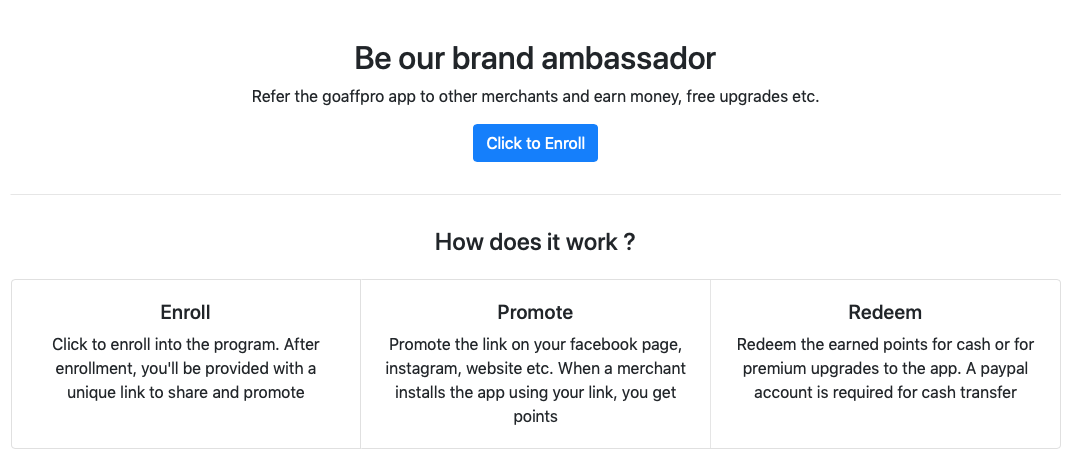 Be our brand ambassador
Refer the goaffpro app to other merchants and earn money, free upgrades etc.
Click to Enroll
How does it work ?
Enroll
Click to enroll into the program. After
enrollment, you'll be provided with a
unique link to share and promote
Promote
Promote the link on your facebook page,
instagram, website etc. When a merchant
installs the app using your link, you get
points
Redeem
Redeem the earned points for cash or for
premium upgrades to the app. A paypal
account is required for cash transfer